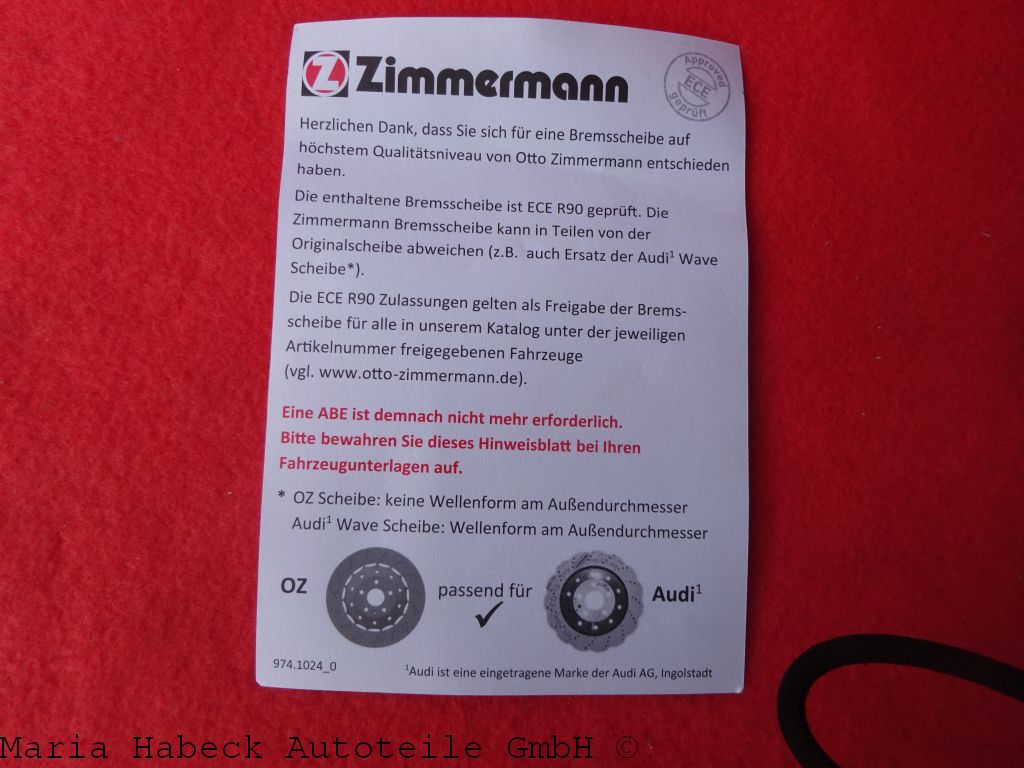 Z Zimmermann
Approved
ECE
geprüft
Herzlichen Dank, dass Sie sich für eine Bremsscheibe auf
höchstem Qualitätsniveau von Otto Zimmermann entschieden
haben.
Die enthaltene Bremsscheibe ist ECE R90 geprüft. Die
Zimmermann Bremsscheibe kann in Teilen von der
Originalscheibe abweichen (z.B. auch Ersatz der Audi¹ Wave
Scheibe*).
Die ECE R90 Zulassungen gelten als Freigabe der Brems-
scheibe für alle in unserem Katalog unter der jeweiligen
Artikelnummer freigegebenen Fahrzeuge
(vgl. www.otto-zimmermann.de).
Eine ABE ist demnach nicht mehr erforderlich.
Bitte bewahren Sie dieses Hinweisblatt bei Ihren
Fahrzeugunterlagen auf.
* OZ Scheibe: keine Wellenform am Außendurchmesser
Audi¹ Wave Scheibe: Wellenform am Außendurchmesser
OZ passend für Audi¹
974.1024_0 ¹Audi ist eine eingetragene Marke der Audi AG, Ingolstadt
Maria Habeck Autoteile GmbH ©